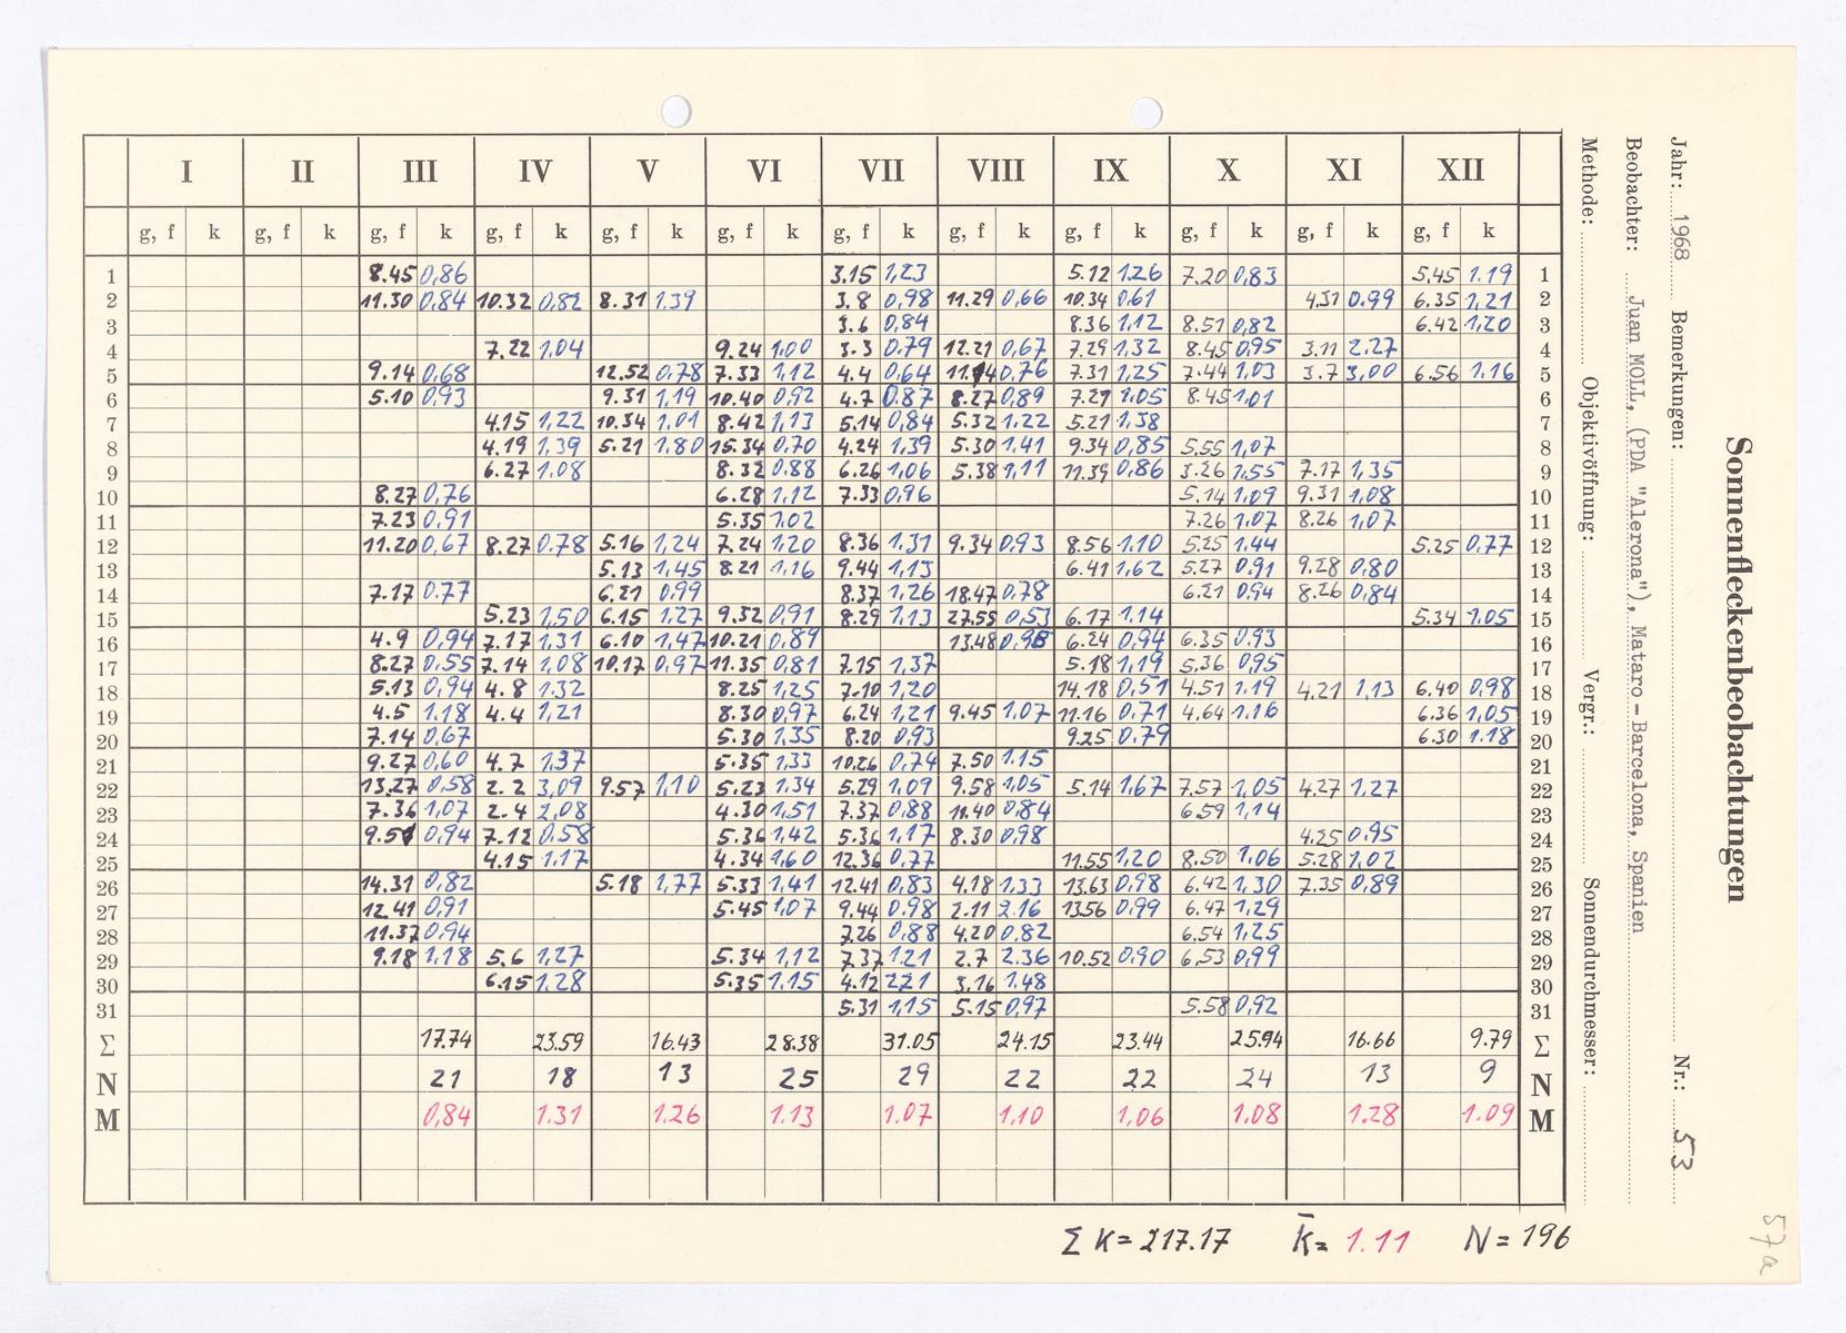 I II III IV V VI VII VIII IX X XI XII
g, f k g, f k g, f k g, f k g, f k g, f k g, f k g, f k g, f k g, f k g, f k g, f k
1 8.45 0,86 3.15 1,23 5.12 1.26 7.20 0,83 5.45 1.19 1
2 11.30 0,84 10.32 0,82 8.31 1.39 3.8 0,98 11.29 0,66 10.34 0.61 4.31 0.99 6.35 1,21 2
3 3.6 0,84 8.36 1,12 8.51 0,82 6.42 1,20 3
4 7.22 1.04 9.24 1.00 3.3 0.79 12.21 0,67 7.29 1,32 8.45 0.95 3.11 2.27 4
5 9.14 0,68 12.52 0,78 7.33 1,12 4.4 0,64 11.14 0,76 7.31 1,25 7.44 1,03 3.7 3,00 6.56 1.16 5
6 5.10 0,93 9.31 1,19 10.40 0,92 4.7 0.87 8.27 0,89 7.27 1.05 8.45 1.01 6
7 4.15 1,22 10.34 1,01 8.42 1,13 5.14 0,84 5.32 1.22 5.21 1,38 7
8 4.19 1,39 5.21 1.80 15.34 0,70 4.24 1,39 5.30 1.41 9.34 0,85 5.55 1,07 8
9 6.27 1.08 8.32 0.88 6.26 1,06 5.38 1,11 11.39 0,86 3.26 1,55 7.17 1,35 9
10 8.27 0,76 6.28 1,12 7.33 0,96 5.14 1,09 9.31 1,08 10
11 7.23 0,91 5.35 1.02 7.26 1,07 8.26 1,07 11
12 11.20 0,67 8.27 0.78 5.16 1,24 7.24 1,20 8.36 1.31 9.34 0.93 8.56 1.10 5.25 1.44 5.25 0,77 12
13 5.13 1,45 8.21 1,16 9.44 1,13 6.41 1,62 5.27 0.91 9.28 0,80 13
14 7.17 0.77 6.21 0,99 8.37 1,26 18.47 0,78 6.21 0,94 8.26 0,84 14
15 5.23 1,50 6.15 1,27 9.32 0,91 8.29 1.13 27.55 0,53 6.17 1.14 5.34 1.05 15
16 4.9 0,94 7.17 1,31 6.10 1,47 10.21 0,89 13.48 0,98 6.24 0,94 6.35 0.93 16
17 8.27 0,55 7.14 1,08 10.17 0,97 11.35 0,81 7.15 1,37 5.18 1,19 5.36 0,95 17
18 5.13 0,94 4.8 1.32 8.25 1,25 7.10 1,20 14.18 0,51 4.51 1.19 4.21 1,13 6.40 0,98 18
19 4.5 1.18 4.4 1,21 8.30 0,97 6.24 1,21 9.45 1.07 11.16 0.71 4.64 1.16 6.36 1,05 19
20 7.14 0,67 5.30 1.35 8.20 0,93 9.25 0.79 6.30 1.18 20
21 9.27 0,60 4.7 1,37 5.35 1,33 10.26 0,74 7.50 1.15 21
22 13.27 0,58 2.2 3,09 9.57 1,10 5.23 1.34 5.29 1,09 9.58 1,05 5.14 1,67 7.57 1,05 4.27 1.27 22
23 7.36 1,07 2.4 2,08 4.30 1,51 7.37 0.88 11.40 0,84 6.59 1,14 23
24 9.51 0,94 7.12 0.58 5.36 1,42 5.36 1,17 8.30 0,98 4.25 0.95 24
25 4.15 1.17 4.34 1,60 12.36 0,77 11.55 1,20 8.50 1,06 5.28 1,02 25
26 14.31 0,82 5.18 1,77 5.33 1,41 12.41 0,83 4.18 1.33 13.63 0,98 6.42 1,30 7.35 0,89 26
27 12.41 0,91 5.45 1,07 9.44 0.98 2.11 2.16 13.56 0,99 6.47 1,29 27
28 11.37 0,94 7.26 0,88 4.20 0,82 6.54 1,25 28
29 9.18 1,18 5.6 1,27 5.34 1,12 7.37 1.21 2.7 2.36 10.52 0,90 6,53 0,99 29
30 6.15 1.28 5.35 1.15 4.12 2.21 3.16 1.48 30
31 5.31 1,15 5.15 0,97 5.58 0,92 31
Σ 17.74 23.59 16.43 28.38 31.05 24.15 23.44 25.94 16.66 9.79 Σ
N 21 18 13 25 29 22 22 24 13 9 N
M 0,84 1.31 1.26 1.13 1.07 1,10 1,06 1.08 1.28 1.09 M
Σ K = 217.17 k̄ = 1.11 N = 196
Sonnenfleckenbeobachtungen
Jahr: 1968 Bemerkungen: Nr.: 53
Beobachter: Juan MOLL, (PDA "Alerona"), Mataro - Barcelona, Spanien
Methode: Objektivöffnung: Vergr.: Sonnendurchmesser:
57a